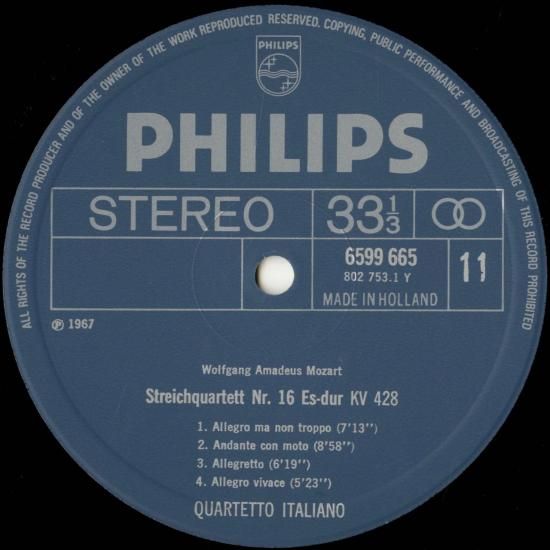 ALL RIGHTS OF THE RECORD PRODUCER AND OF THE OWNER OF THE WORK REPRODUCED RESERVED. COPYING, PUBLIC PERFORMANCE AND BROADCASTING OF THIS RECORD PROHIBITED
PHILIPS
PHILIPS
STEREO
33 1/3
6599 665
802 753.1 Y
11
MADE IN HOLLAND
℗ 1967
Wolfgang Amadeus Mozart
Streichquartett Nr. 16 Es-dur KV 428
1. Allegro ma non troppo (7'13'')
2. Andante con moto (8'58'')
3. Allegretto (6'19'')
4. Allegro vivace (5'23'')
QUARTETTO ITALIANO